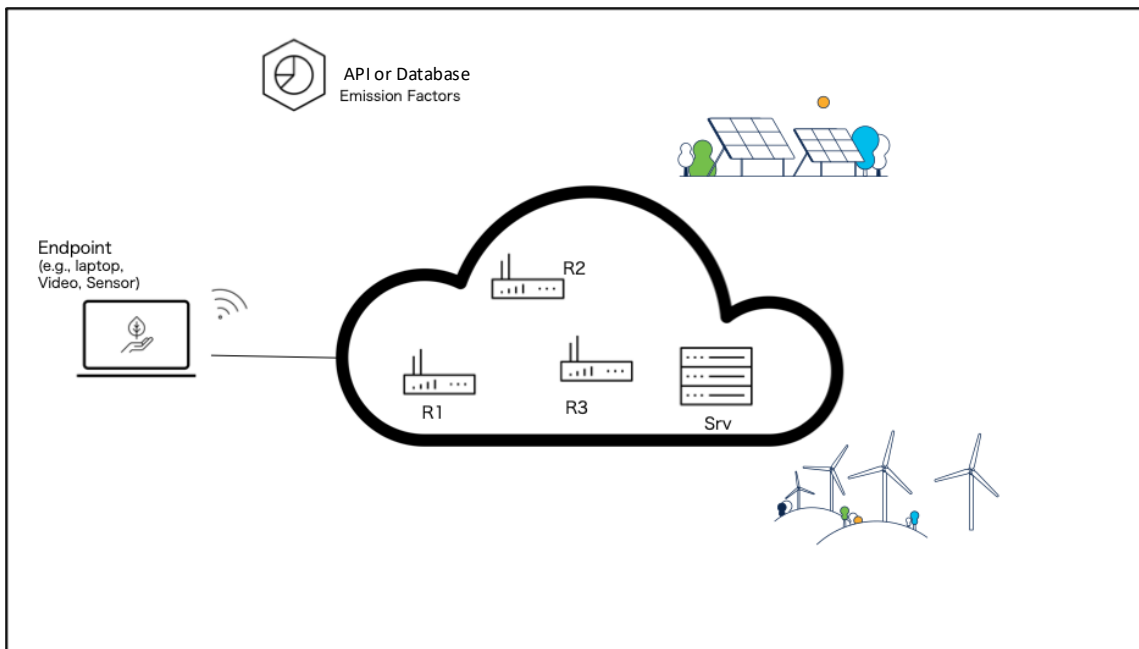 API or Database
Emission Factors
Endpoint
(e.g., laptop,
Video, Sensor)
R2
R1
R3
Srv